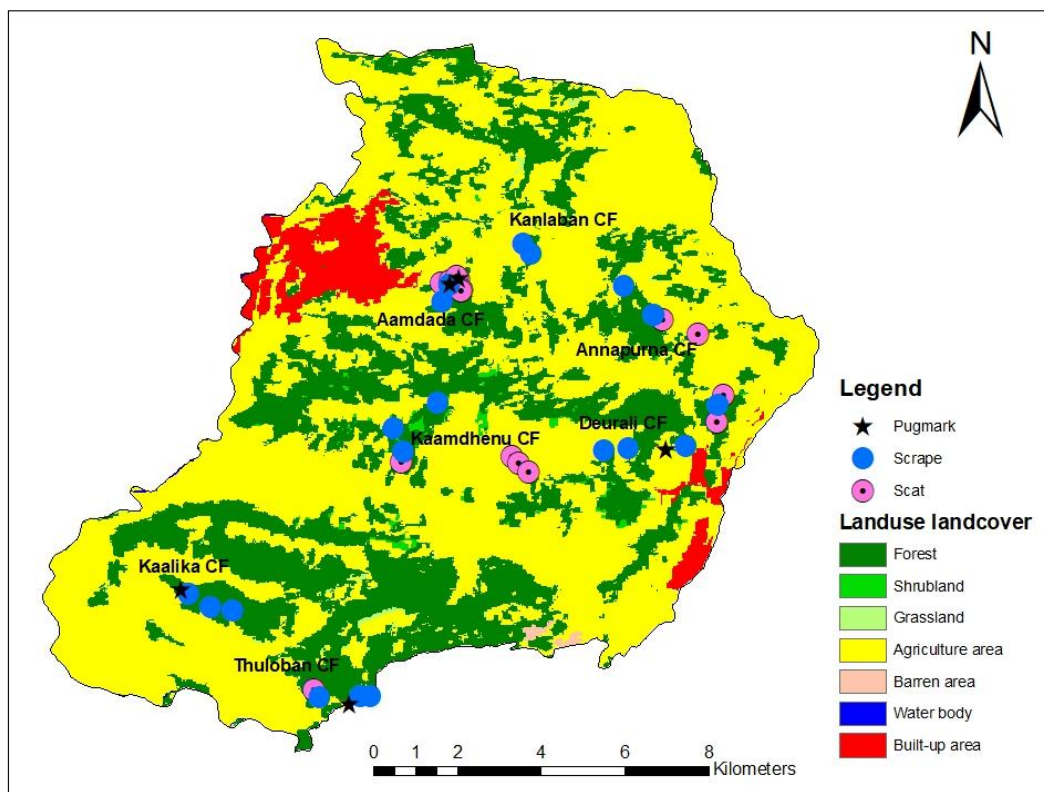 N
Kanlaban CF
Aamdada CF
Annapurna CF
Deurali CF
Kaamdhenu CF
Kaalika CF
Thuloban CF
Legend
Pugmark
Scrape
Scat
Landuse landcover
Forest
Shrubland
Grassland
Agriculture area
Barren area
Water body
Built-up area
0 1 2 4 6 8
Kilometers